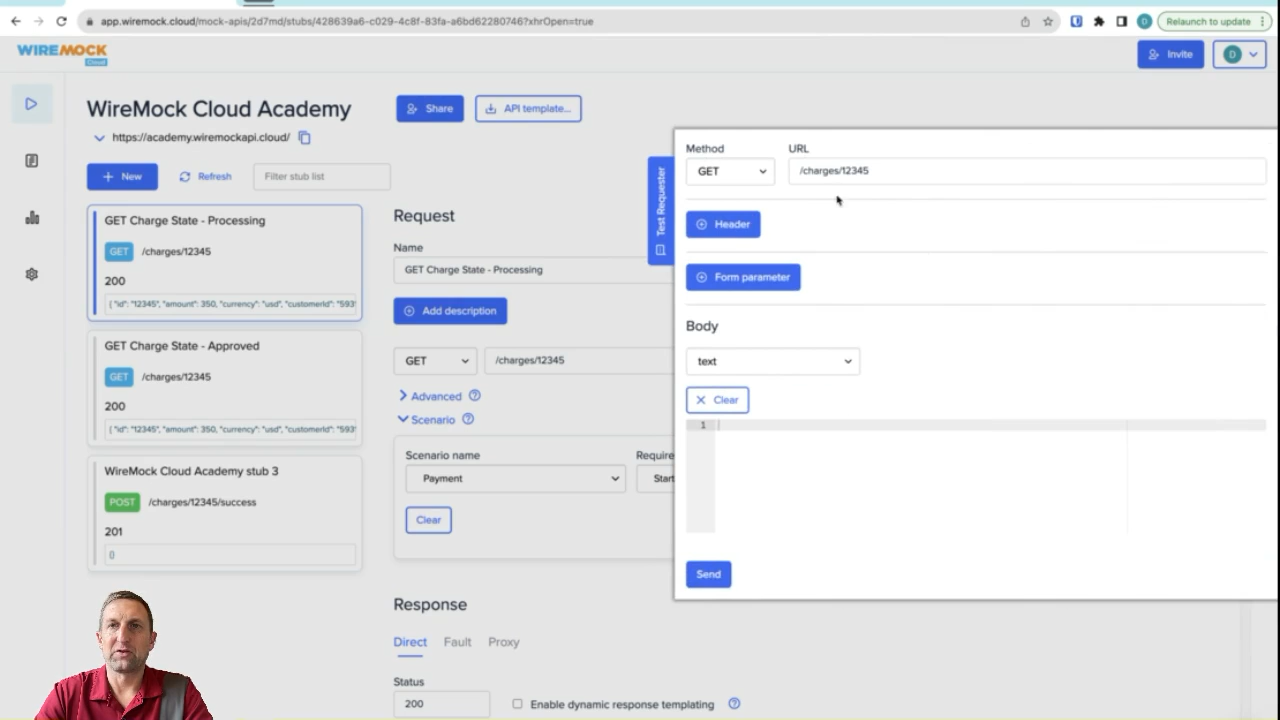 app.wiremock.cloud/mock-apis/2d7md/stubs/428639a6-c029-4c8f-83fa-a6bd62280746?xhrOpen=true
D
Relaunch to update
WIREMOCK
Cloud
Invite
D
WireMock Cloud Academy
Share
API template...
https://academy.wiremockapi.cloud/
New
Refresh
Filter stub list
GET Charge State - Processing
GET /charges/12345
200
{ "id": "12345", "amount": 350, "currency": "usd", "customerId": "593"
GET Charge State - Approved
GET /charges/12345
200
{ "id": "12345", "amount": 350, "currency": "usd", "customerId": "593"
WireMock Cloud Academy stub 3
POST /charges/12345/success
201
{}
Request
Name
GET Charge State - Processing
Add description
GET /charges/12345
Advanced
Scenario
Scenario name
Require
Payment
Start
Clear
Response
Direct Fault Proxy
Status
200
Enable dynamic response templating
Test Requester
Method URL
GET /charges/12345
Header
Form parameter
Body
text
Clear
1
Send